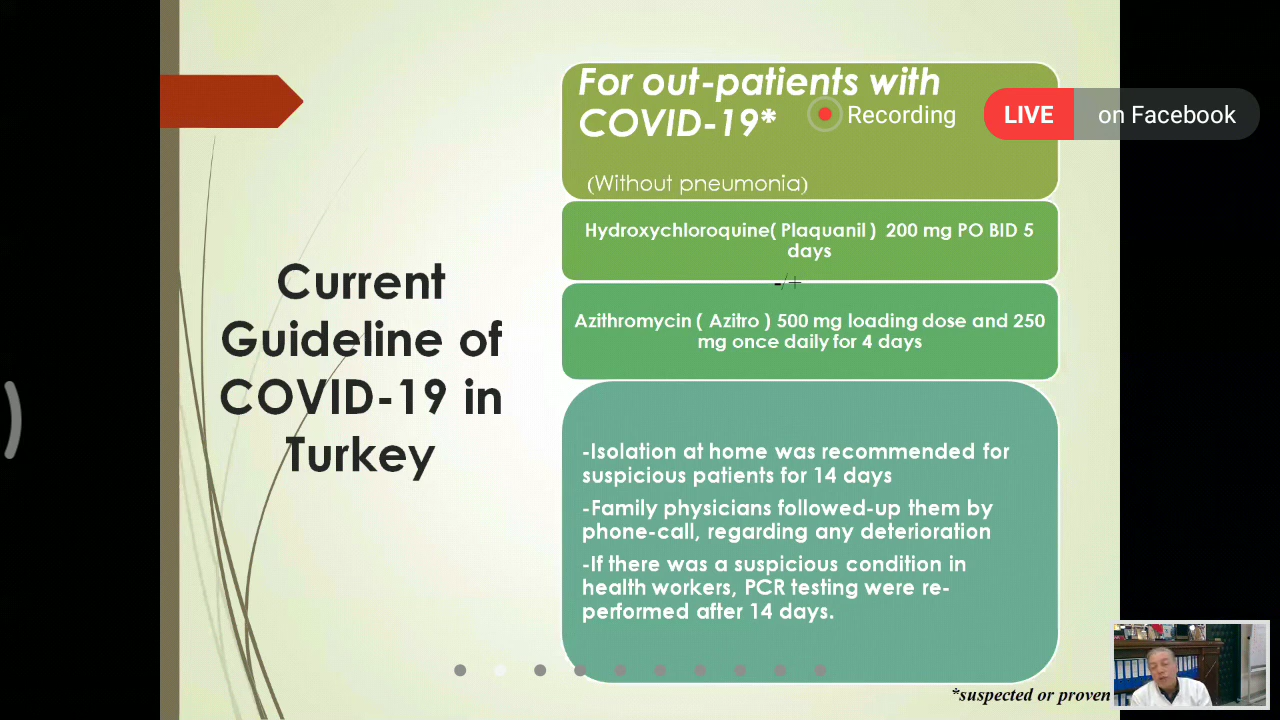 For out-patients with
COVID-19*
Recording
LIVE on Facebook
(Without pneumonia)
Hydroxychloroquine( Plaquanil ) 200 mg PO BID 5
days
-/+
Azithromycin ( Azitro ) 500 mg loading dose and 250
mg once daily for 4 days
Current
Guideline of
COVID-19 in
Turkey
-Isolation at home was recommended for
suspicious patients for 14 days
-Family physicians followed-up them by
phone-call, regarding any deterioration
-If there was a suspicious condition in
health workers, PCR testing were re-
performed after 14 days.
*suspected or proven